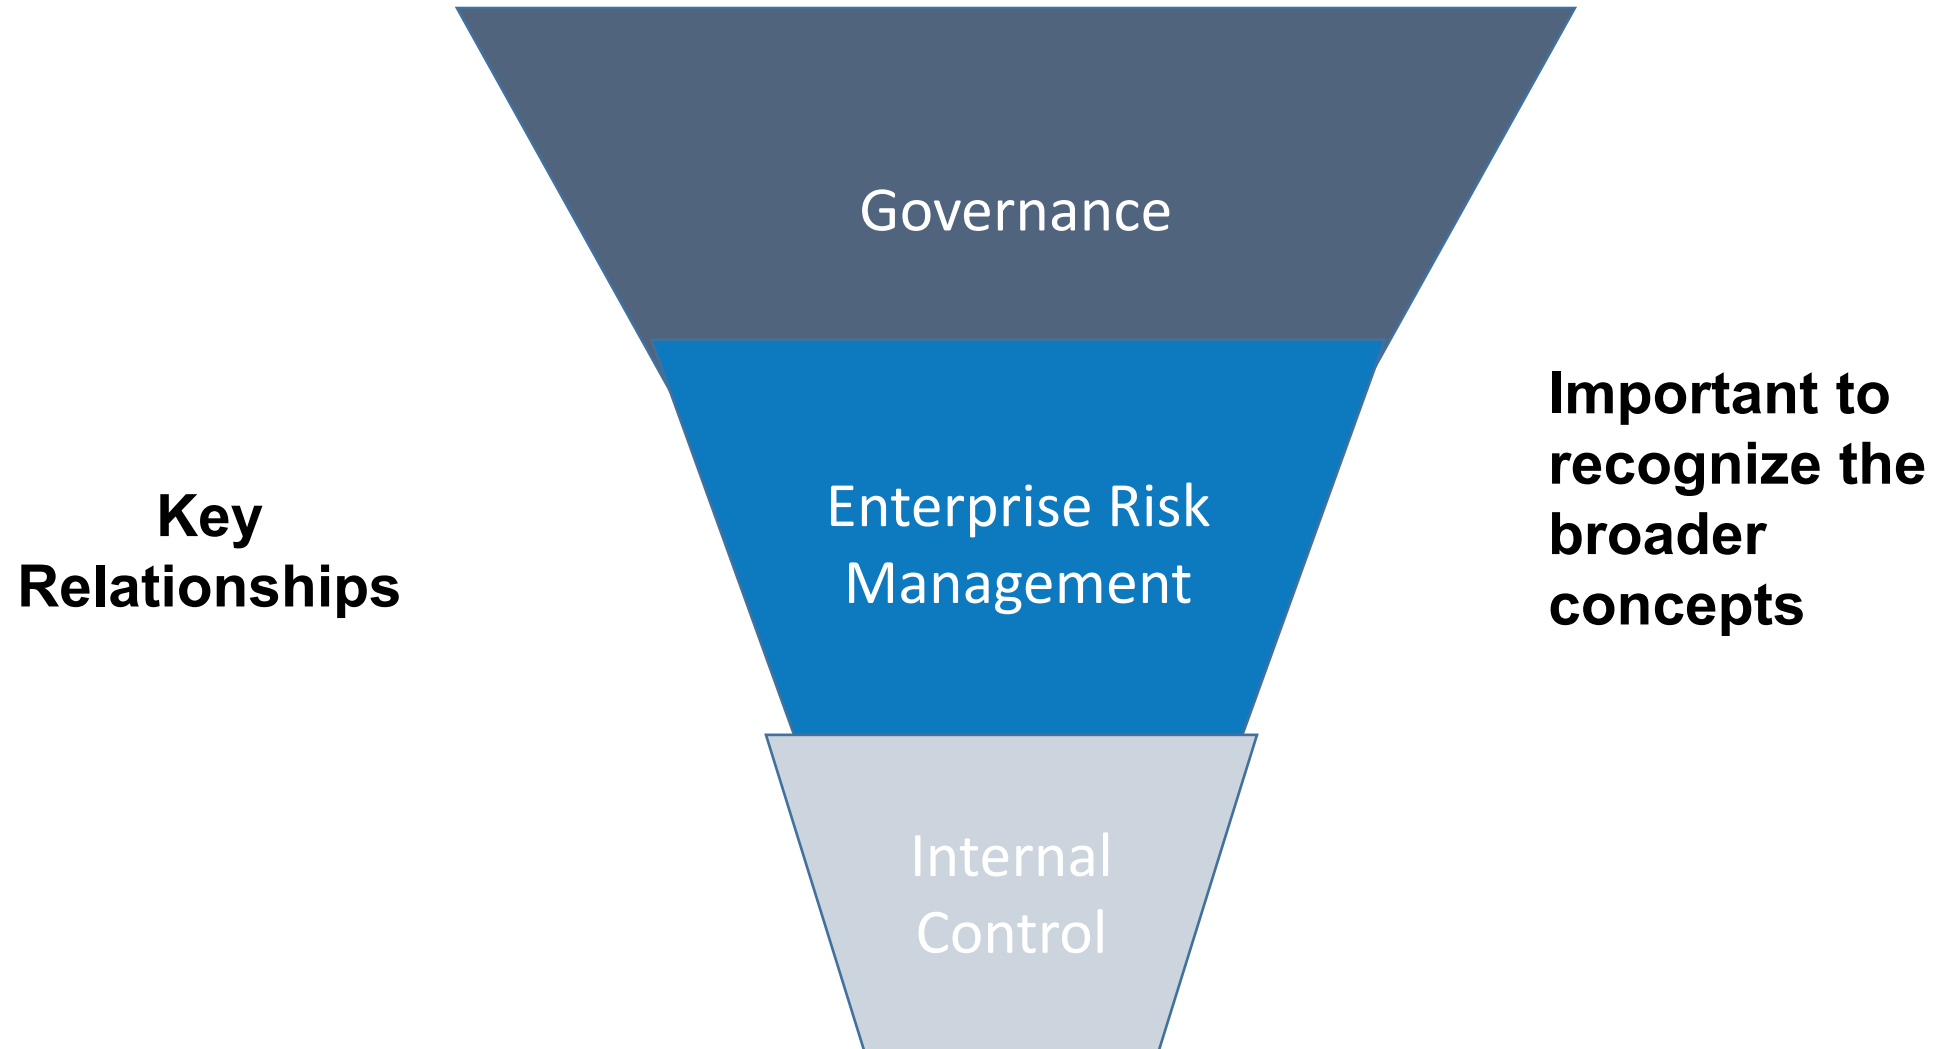 Governance
Key
Relationships
Enterprise Risk
Management
Important to
recognize the
broader
concepts
Internal
Control